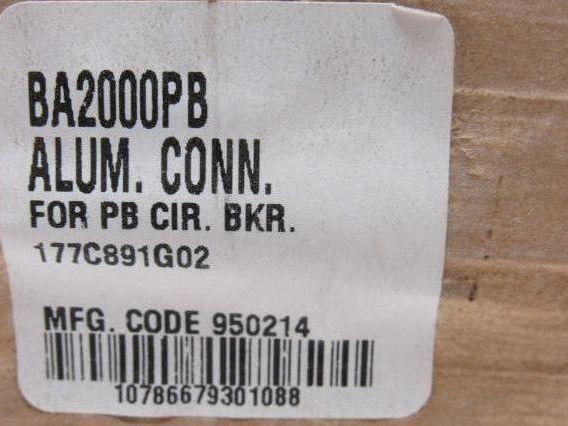 BA2000PB
ALUM. CONN.
FOR PB CIR. BKR.
177C891G02
MFG. CODE 950214
10786679301088